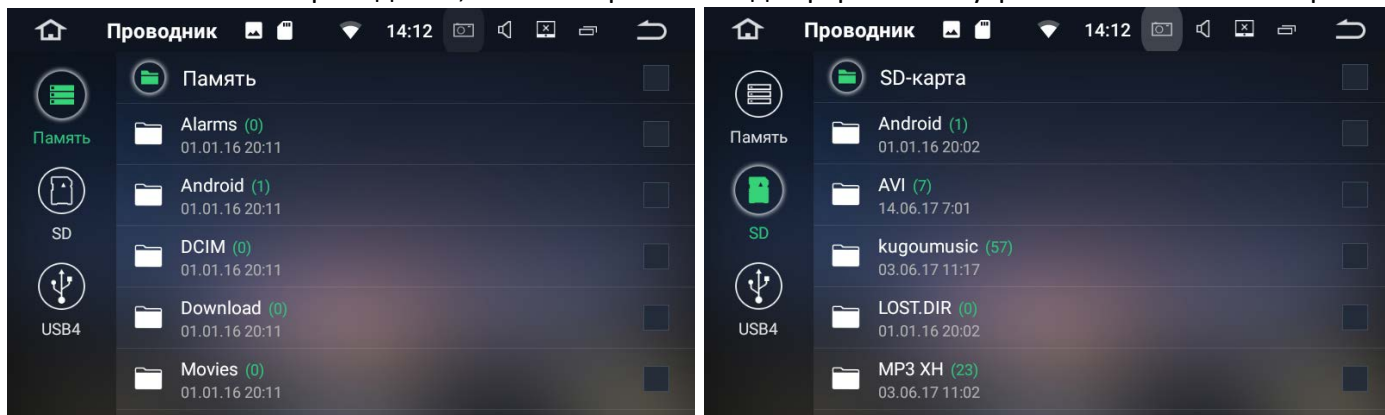 Проводник 14:12
Память
Память
Alarms (0)
01.01.16 20:11
Android (1)
01.01.16 20:11
SD
DCIM (0)
01.01.16 20:11
Download (0)
01.01.16 20:11
USB4
Movies (0)
01.01.16 20:11
Проводник 14:12
SD-карта
Память
Android (1)
01.01.16 20:02
AVI (7)
14.06.17 7:01
SD
kugoumusic (57)
03.06.17 11:17
LOST.DIR (0)
01.01.16 20:02
USB4
MP3 XH (23)
03.06.17 11:02